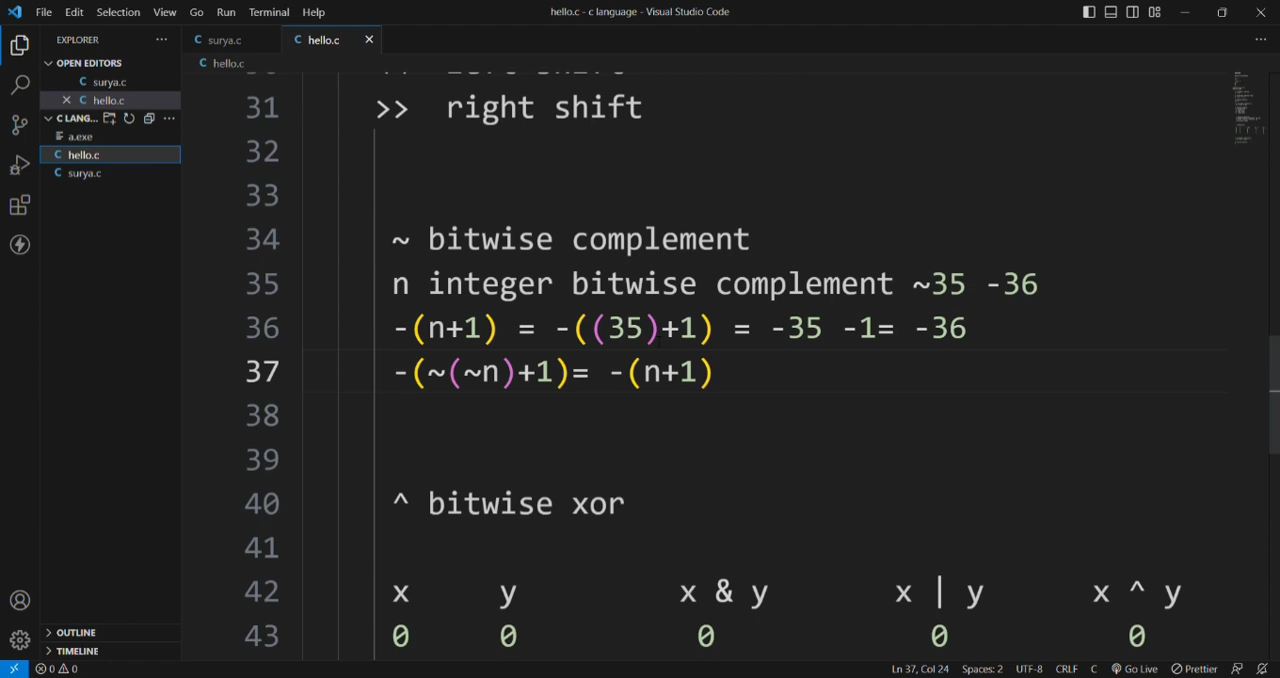 File Edit Selection View Go Run Terminal Help
hello.c - c language - Visual Studio Code
EXPLORER ...
OPEN EDITORS
C surya.c
C hello.c
C LANG...
a.exe
C hello.c
C surya.c
OUTLINE
TIMELINE
C surya.c
C hello.c
C hello.c
31 >> right shift
32
33
34 ~ bitwise complement
35 n integer bitwise complement ~35 -36
36 -(n+1) = -((35)+1) = -35 -1= -36
37 -(~(~n)+1)= -(n+1)
38
39
40 ^ bitwise xor
41
42 x y x & y x | y x ^ y
43 0 0 0 0 0
0 0 Ln 37, Col 24 Spaces: 2 UTF-8 CRLF C Go Live Prettier